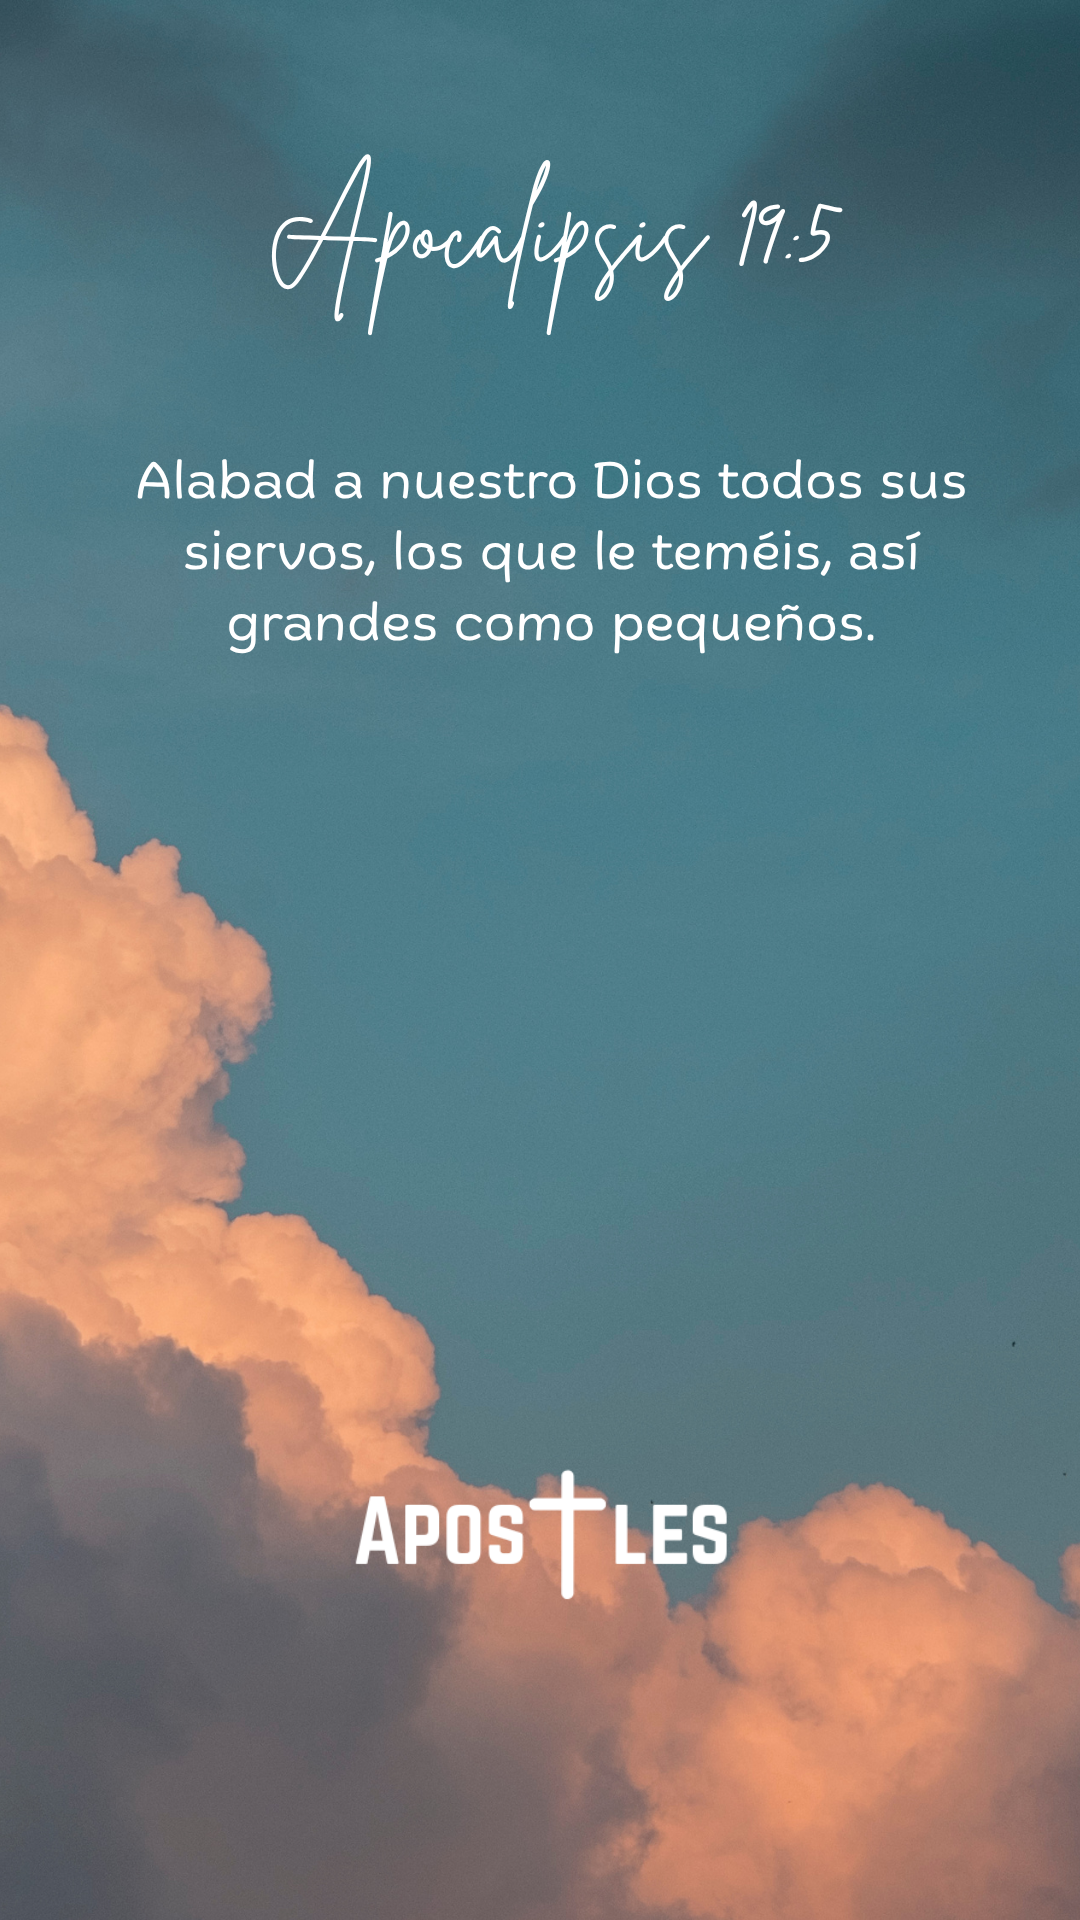 Apocalipsis 19:5
Alabad a nuestro Dios todos sus
siervos, los que le teméis, así
grandes como pequeños.
APOSTLES